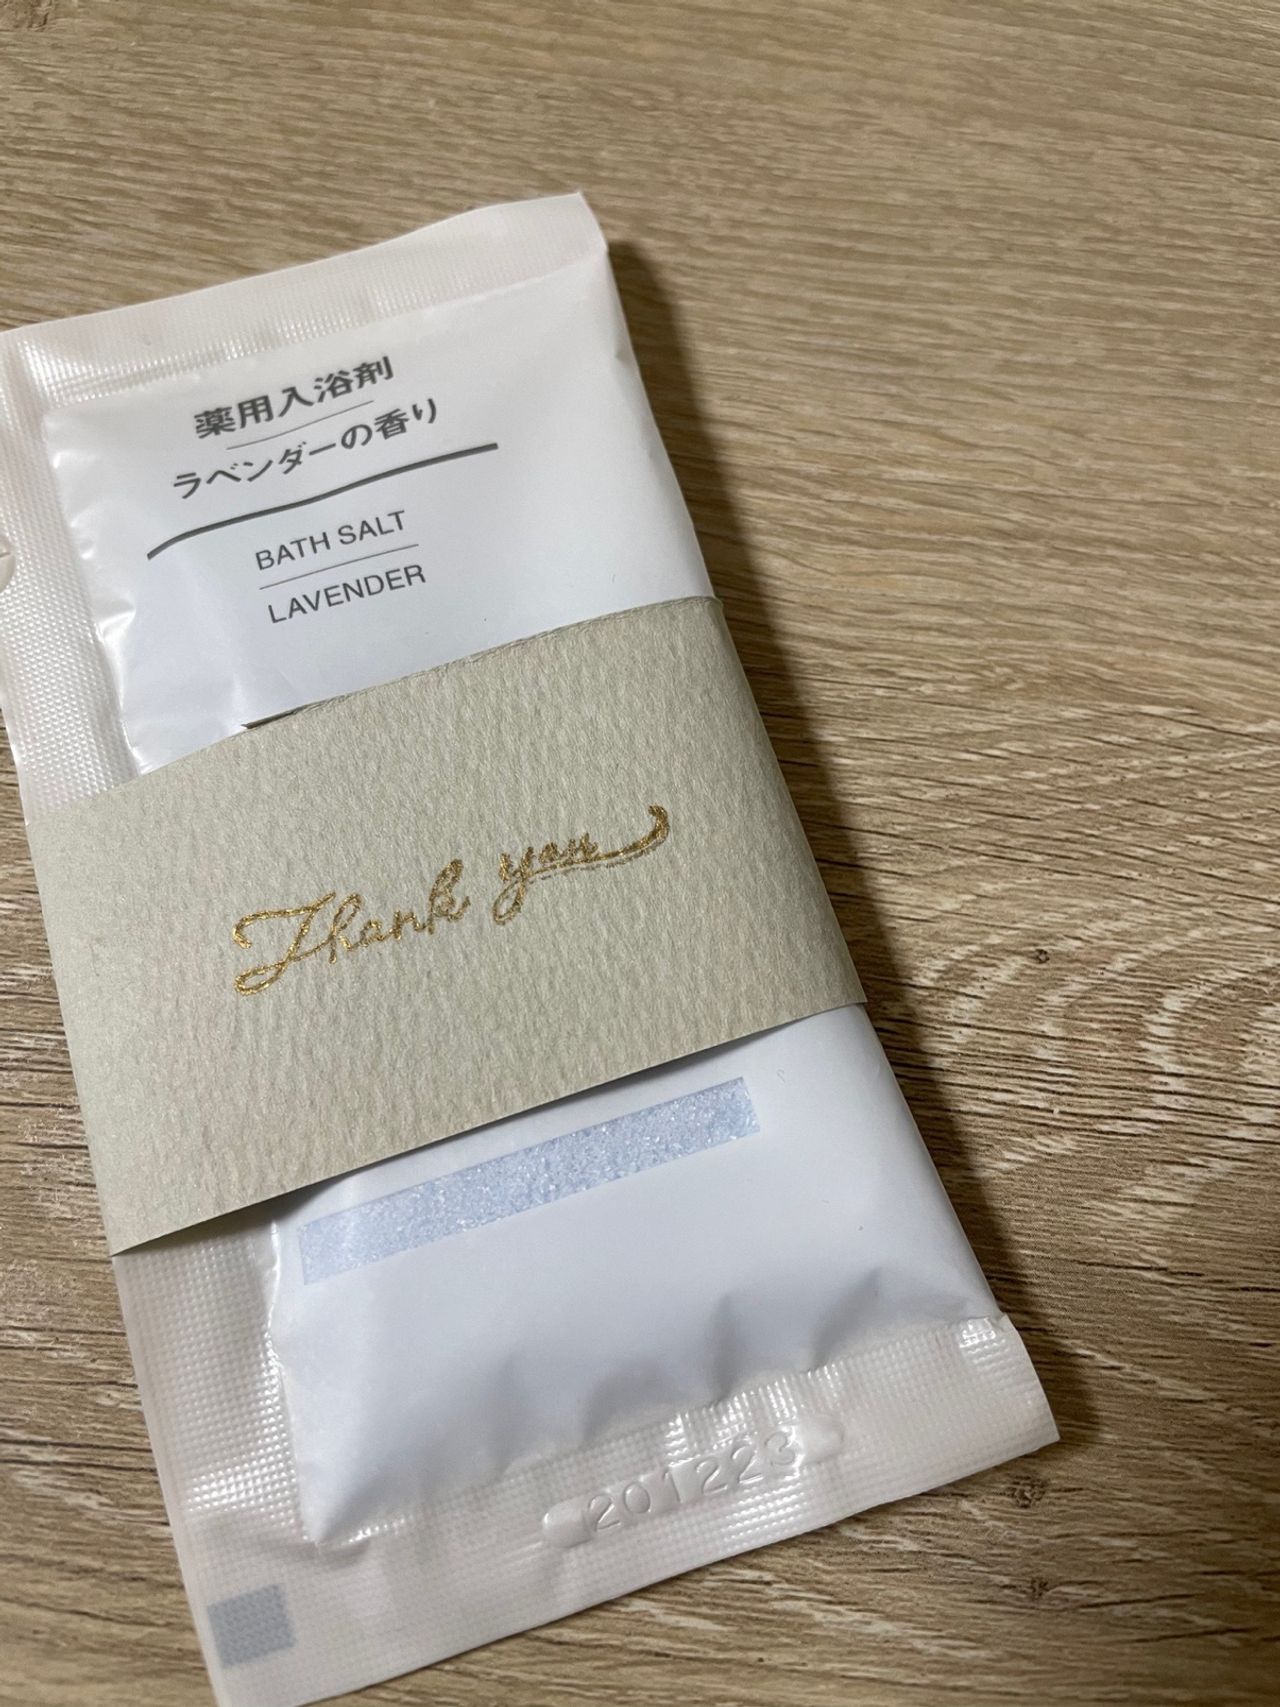 薬用入浴剤
ラベンダーの香り
BATH SALT
LAVENDER
Thank you
201223